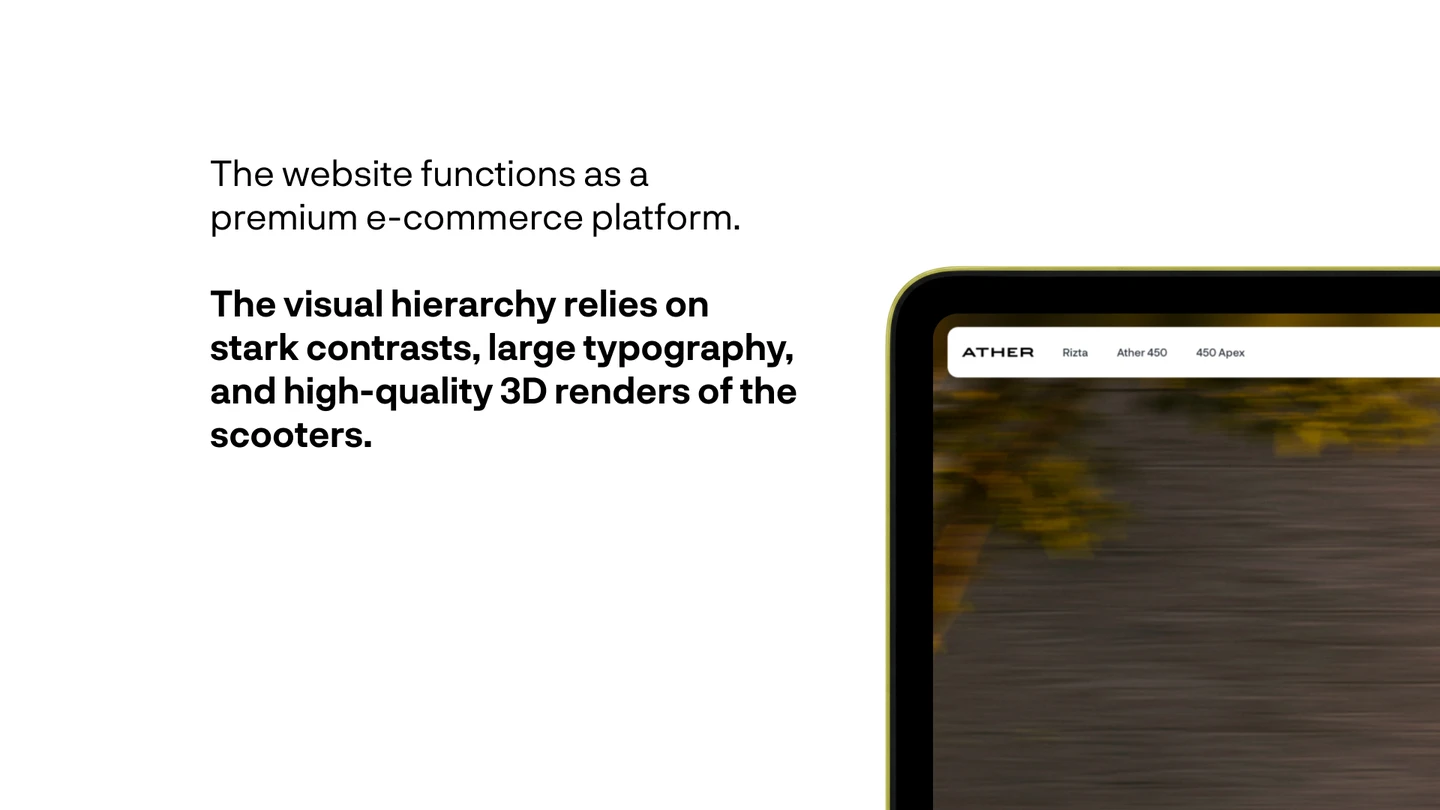 The website functions as a
premium e-commerce platform.
The visual hierarchy relies on
stark contrasts, large typography,
and high-quality 3D renders of the
scooters.
ATHER Rizta Ather 450 450 Apex